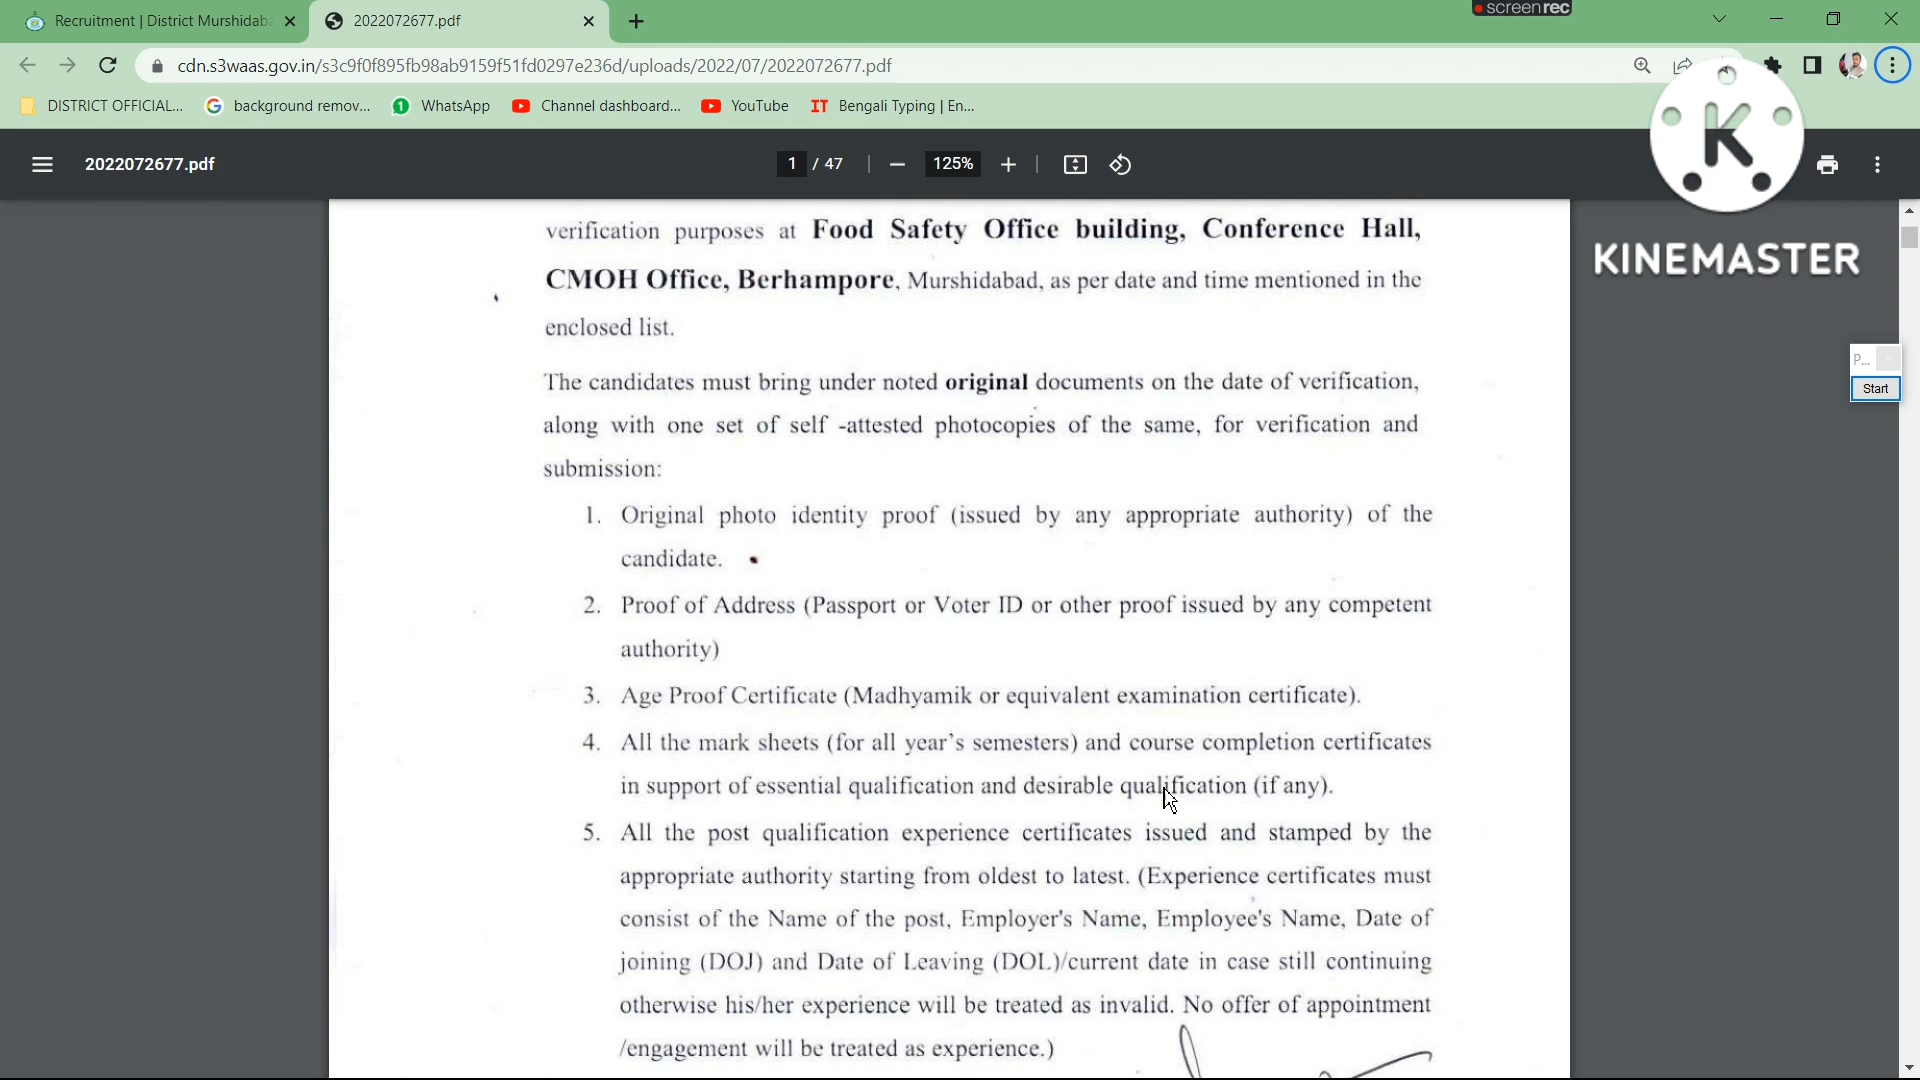 screenrec
Recruitment | District Murshidaba
2022072677.pdf
cdn.s3waas.gov.in/s3c9f0f895fb98ab9159f51fd0297e236d/uploads/2022/07/2022072677.pdf
DISTRICT OFFICIAL...
background remov...
1
WhatsApp
Channel dashboard...
YouTube
IT
Bengali Typing | En...
K
2022072677.pdf
1 / 47
125%
KINEMASTER
verification purposes at Food Safety Office building, Conference Hall,
CMOH Office, Berhampore, Murshidabad, as per date and time mentioned in the
enclosed list.
P...
Start
The candidates must bring under noted original documents on the date of verification,
along with one set of self -attested photocopies of the same, for verification and
submission:
1. Original photo identity proof (issued by any appropriate authority) of the
candidate.
2. Proof of Address (Passport or Voter ID or other proof issued by any competent
authority)
3. Age Proof Certificate (Madhyamik or equivalent examination certificate).
4. All the mark sheets (for all year's semesters) and course completion certificates
in support of essential qualification and desirable qualification (if any).
5. All the post qualification experience certificates issued and stamped by the
appropriate authority starting from oldest to latest. (Experience certificates must
consist of the Name of the post, Employer's Name, Employee's Name, Date of
joining (DOJ) and Date of Leaving (DOL)/current date in case still continuing
otherwise his/her experience will be treated as invalid. No offer of appointment
/engagement will be treated as experience.)